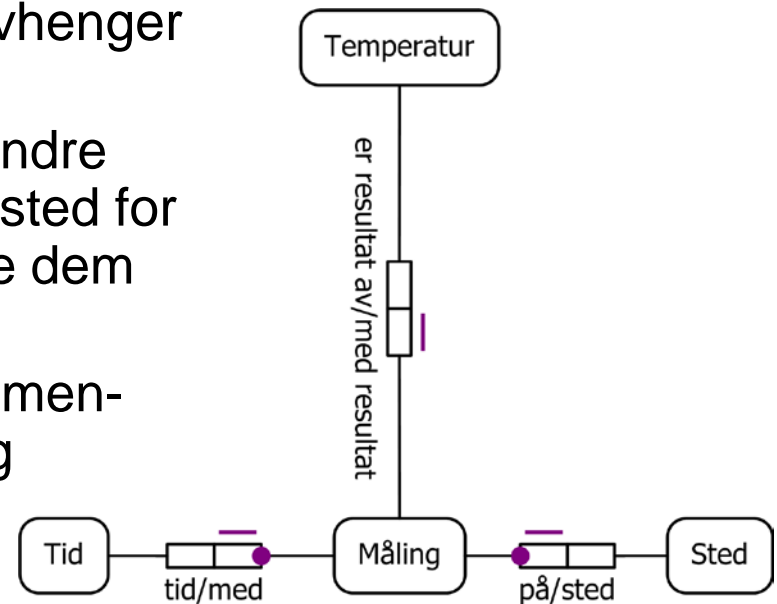 vhenger
ndre
sted for
e dem
men-
g
Temperatur
er resultat av/med resultat
Tid
tid/med
Måling
på/sted
Sted